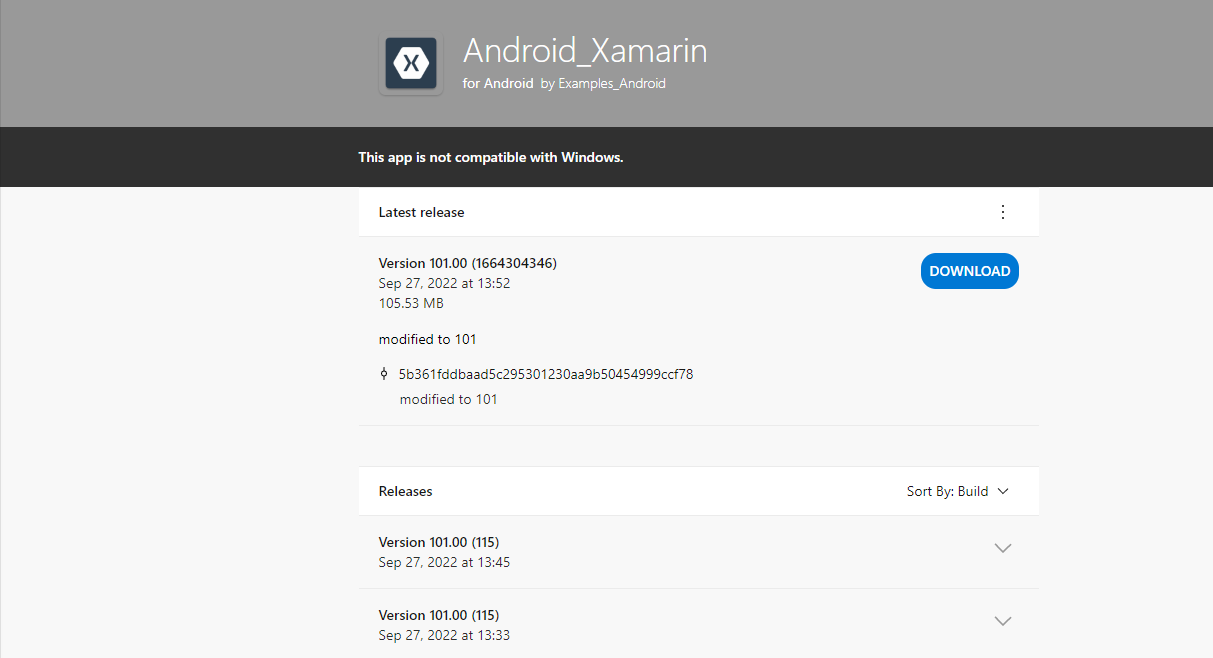 Android_Xamarin
for Android by Examples_Android
This app is not compatible with Windows.
Latest release
Version 101.00 (1664304346)
DOWNLOAD
Sep 27, 2022 at 13:52
105.53 MB
modified to 101
5b361fddbaad5c295301230aa9b50454999ccf78
modified to 101
Releases
Sort By: Build
Version 101.00 (115)
Sep 27, 2022 at 13:45
Version 101.00 (115)
Sep 27, 2022 at 13:33